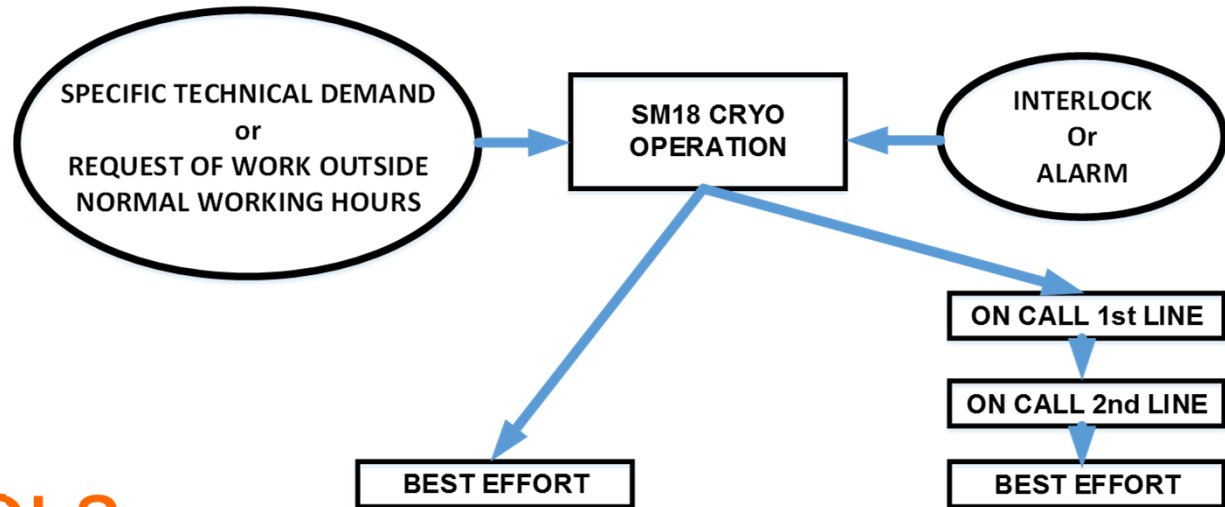 SPECIFIC TECHNICAL DEMAND
or
REQUEST OF WORK OUTSIDE
NORMAL WORKING HOURS
SM18 CRYO
OPERATION
INTERLOCK
Or
ALARM
ON CALL 1st LINE
ON CALL 2nd LINE
BEST EFFORT
BEST EFFORT